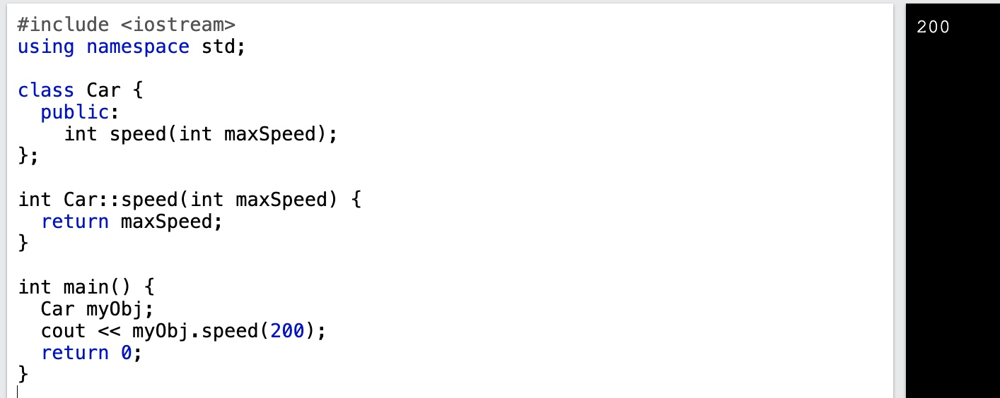 #include <iostream>
using namespace std;

class Car {
  public:
    int speed(int maxSpeed);
};

int Car::speed(int maxSpeed) {
  return maxSpeed;
}

int main() {
  Car myObj;
  cout << myObj.speed(200);
  return 0;
}
200